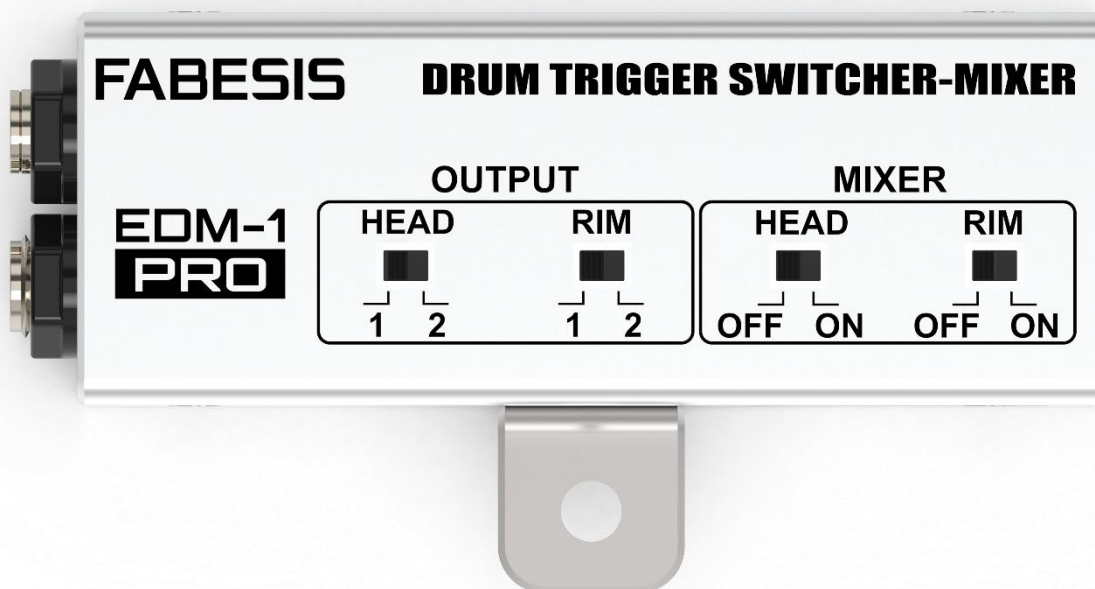 FABESIS
DRUM TRIGGER SWITCHER-MIXER
EDM-1
PRO
OUTPUT
HEAD
RIM
1 2
1 2
MIXER
HEAD
RIM
OFF ON
OFF ON